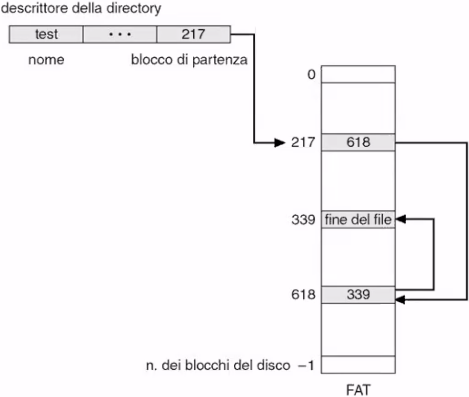 descrittore della directory
test • • • 217
nome blocco di partenza
0
217 618
339 fine del file
618 339
n. dei blocchi del disco –1
FAT